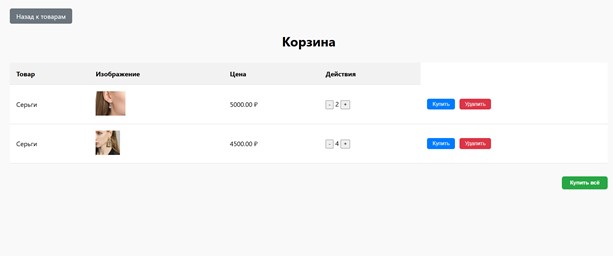 Назад к товарам
Корзина
Товар Изображение Цена Действия
Серьги 5000.00 ₽ - 2 + Купить Удалить
Серьги 4500.00 ₽ - 4 + Купить Удалить
Купить всё